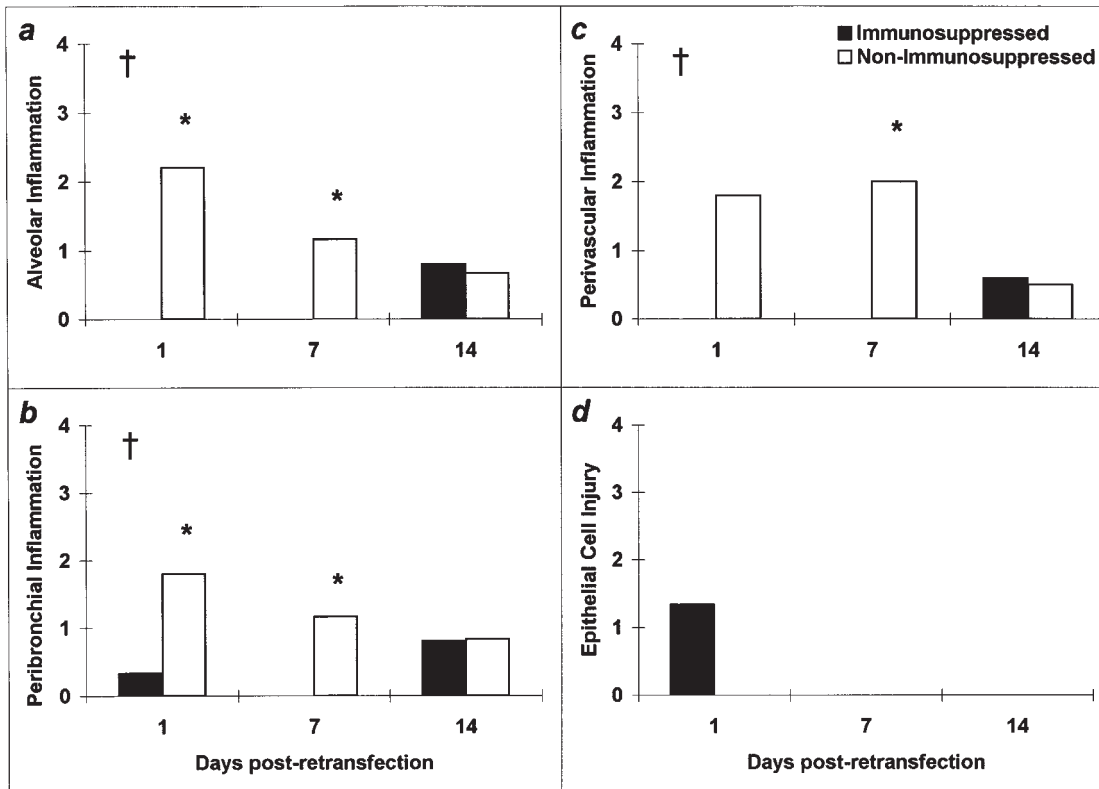 a
4
3
2
1
0
†
*
*
Alveolar Inflammation
1 7 14
c
Immunosuppressed
Non-Immunosuppressed
4
3
2
1
0
†
*
Perivascular Inflammation
1 7 14
b
4
3
2
1
0
†
*
*
Peribronchial Inflammation
1 7 14
Days post-retransfection
d
4
3
2
1
0
Epithelial Cell Injury
1 7 14
Days post-retransfection